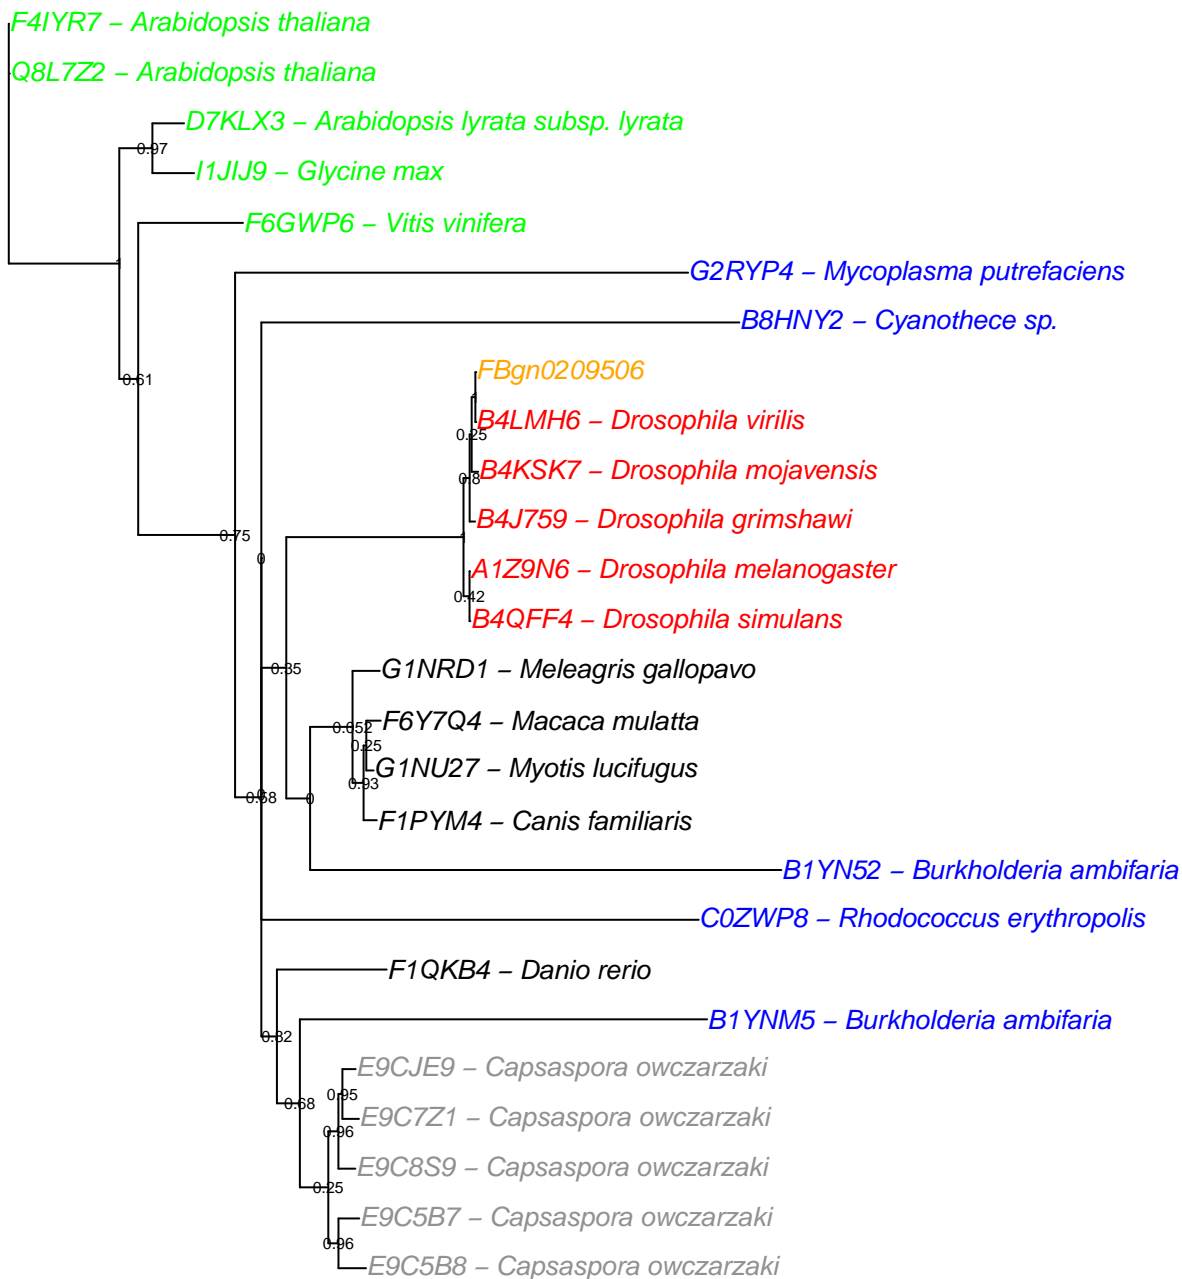 F4IYR7 – Arabidopsis thaliana
Q8L7Z2 – Arabidopsis thaliana
D7KLX3 – Arabidopsis lyrata subsp. lyrata
0.97
I1JIJ9 – Glycine max
F6GWP6 – Vitis vinifera
1
G2RYP4 – Mycoplasma putrefaciens
B8HNY2 – Cyanothece sp.
FBgn0209506
0.61
1
B4LMH6 – Drosophila virilis
0.25
B4KSK7 – Drosophila mojavensis
0.8
B4J759 – Drosophila grimshawi
0.75
1
0
A1Z9N6 – Drosophila melanogaster
0.42
B4QFF4 – Drosophila simulans
0.35
G1NRD1 – Meleagris gallopavo
F6Y7Q4 – Macaca mulatta
0.052
0.25
G1NU27 – Myotis lucifugus
0.93
0
0.58
0
F1PYM4 – Canis familiaris
B1YN52 – Burkholderia ambifaria
C0ZWP8 – Rhodococcus erythropolis
F1QKB4 – Danio rerio
B1YNM5 – Burkholderia ambifaria
0.32
E9CJE9 – Capsaspora owczarzaki
0.95
0.68
E9C7Z1 – Capsaspora owczarzaki
0.96
E9C8S9 – Capsaspora owczarzaki
0.25
E9C5B7 – Capsaspora owczarzaki
0.96
E9C5B8 – Capsaspora owczarzaki